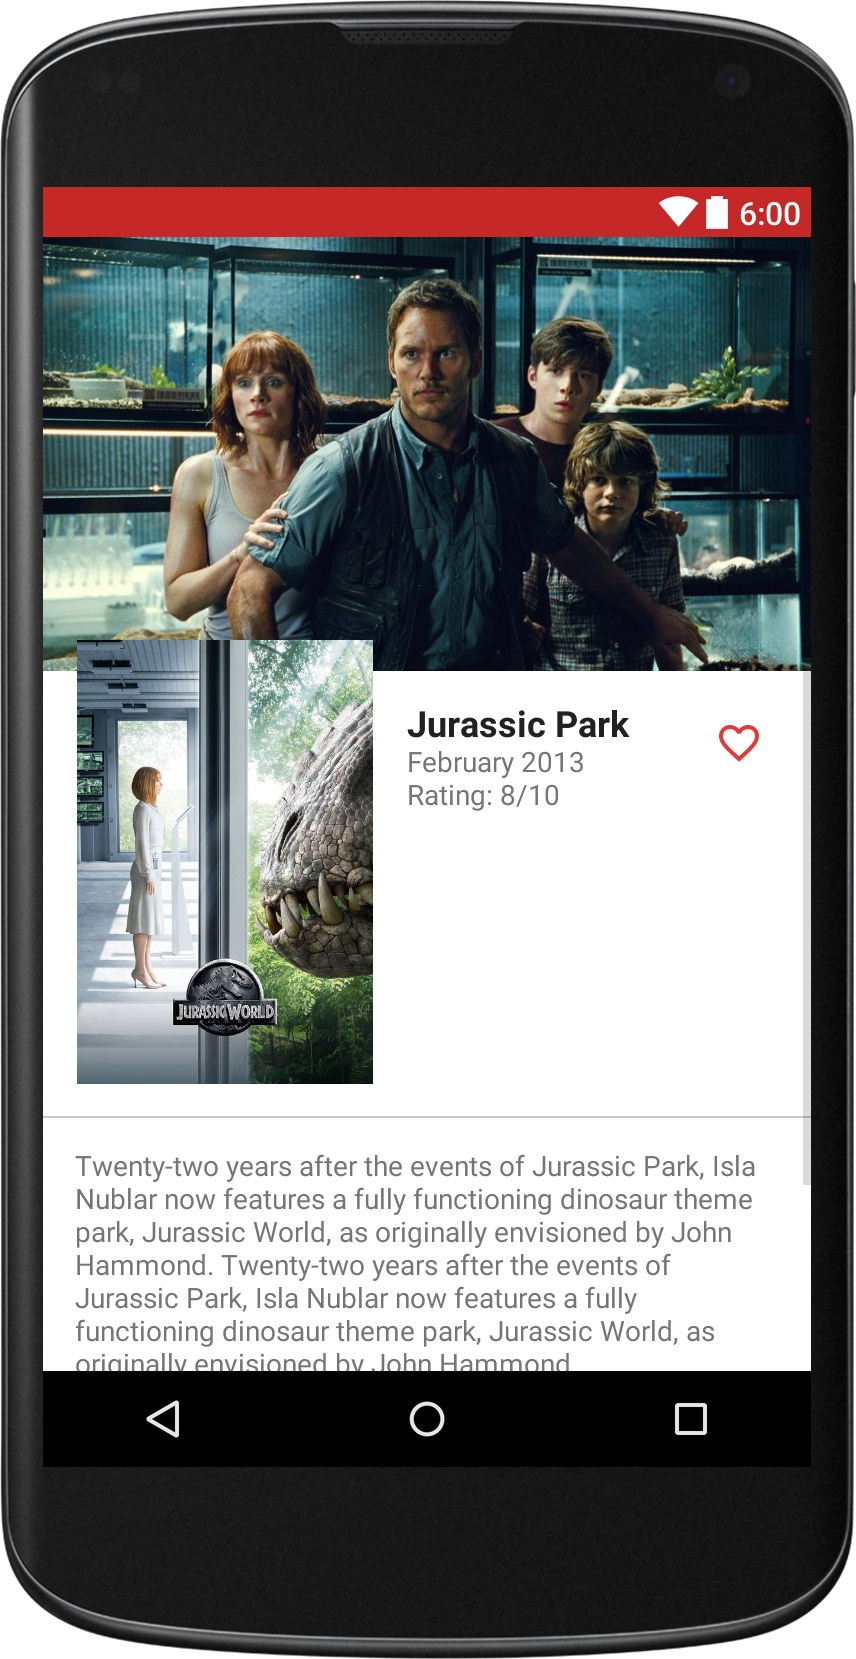 6:00
Jurassic Park
February 2013
Rating: 8/10
JURASSIC WORLD
Twenty-two years after the events of Jurassic Park, Isla
Nublar now features a fully functioning dinosaur theme
park, Jurassic World, as originally envisioned by John
Hammond. Twenty-two years after the events of
Jurassic Park, Isla Nublar now features a fully
functioning dinosaur theme park, Jurassic World, as
originally envisioned by John Hammond